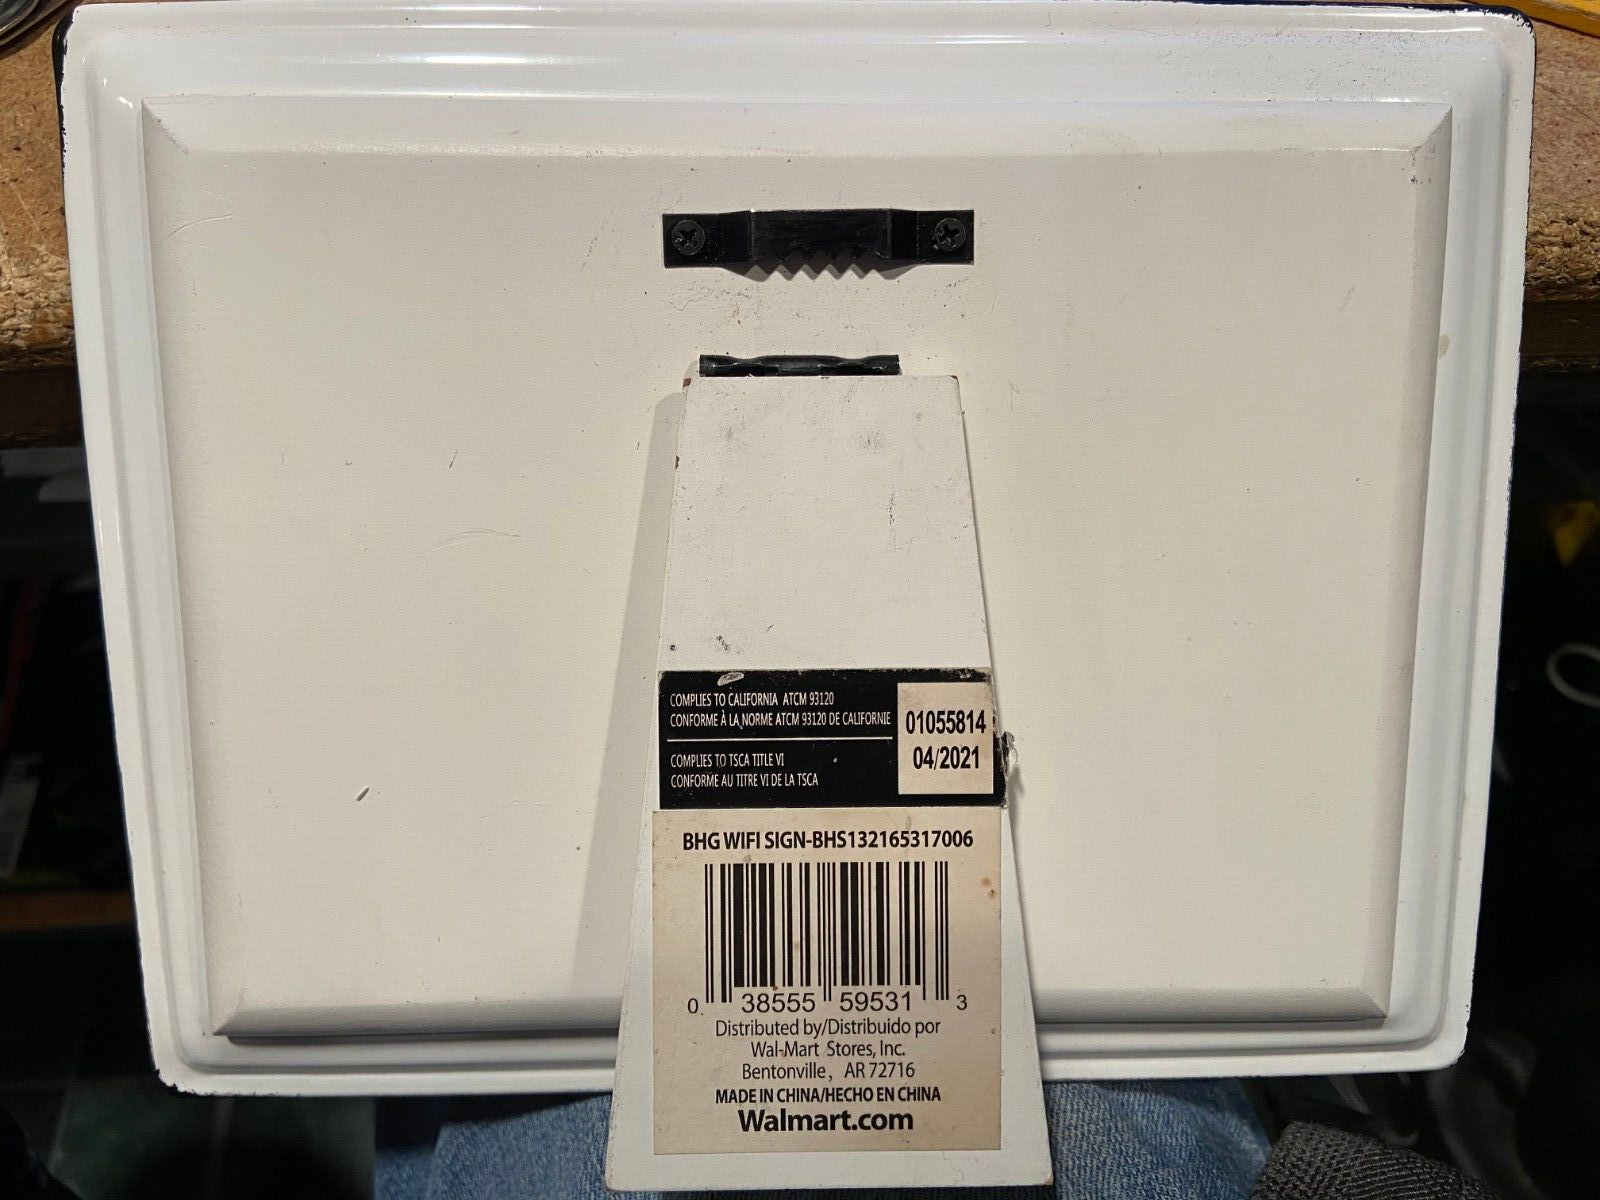 COMPLIES TO CALIFORNIA ATCM 93120
CONFORME À LA NORME ATCM 93120 DE CALIFORNIE
COMPLIES TO TSCA TITLE VI
CONFORME AU TITRE VI DE LA TSCA
01055814
04/2021
BHG WIFI SIGN-BHS132165317006
0 38555 59531 3
Distributed by/Distribuido por
Wal-Mart Stores, Inc.
Bentonville, AR 72716
MADE IN CHINA/HECHO EN CHINA
Walmart.com